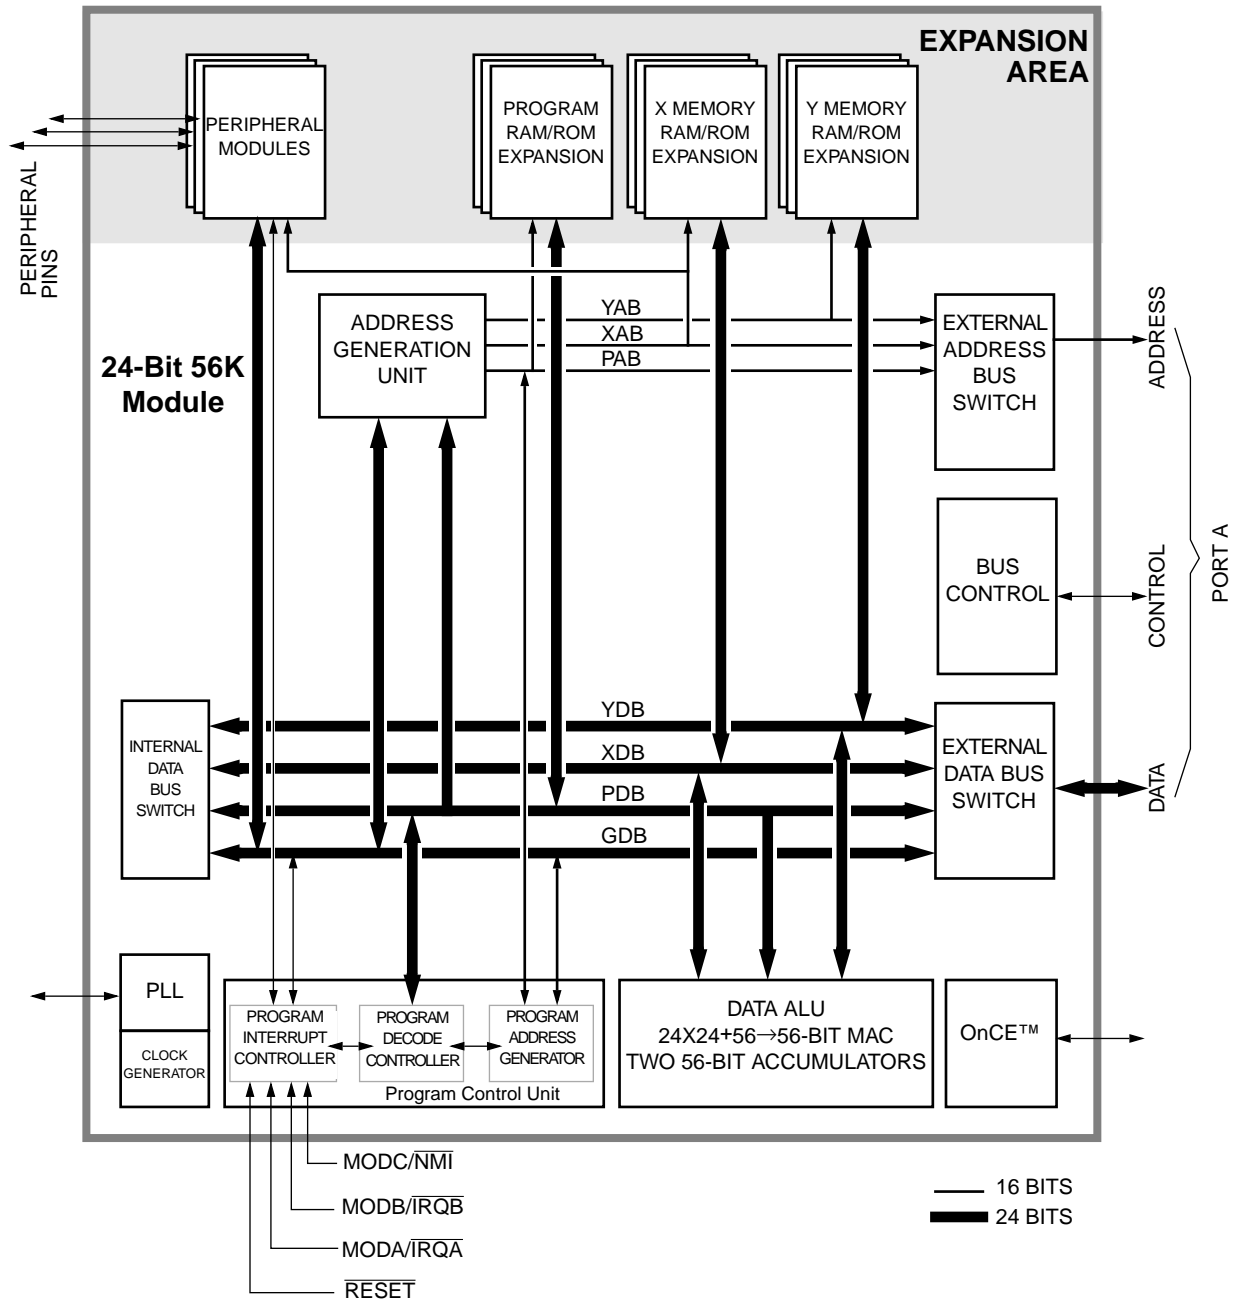 EXPANSION
AREA
PERIPHERAL
MODULES
PROGRAM
RAM/ROM
EXPANSION
X MEMORY
RAM/ROM
EXPANSION
Y MEMORY
RAM/ROM
EXPANSION
PERIPHERAL
PINS
24-Bit 56K
Module
ADDRESS
GENERATION
UNIT
YAB
XAB
PAB
EXTERNAL
ADDRESS
BUS
SWITCH
ADDRESS
BUS
CONTROL
CONTROL
PORT A
INTERNAL
DATA
BUS
SWITCH
YDB
XDB
PDB
GDB
EXTERNAL
DATA BUS
SWITCH
DATA
PLL
CLOCK
GENERATOR
PROGRAM
INTERRUPT
CONTROLLER
PROGRAM
DECODE
CONTROLLER
PROGRAM
ADDRESS
GENERATOR
Program Control Unit
DATA ALU
24X24+56→56-BIT MAC
TWO 56-BIT ACCUMULATORS
OnCE™
MODC/N̅M̅I̅
MODB/I̅R̅Q̅B̅
MODA/I̅R̅Q̅A̅
R̅E̅S̅E̅T̅
16 BITS
24 BITS